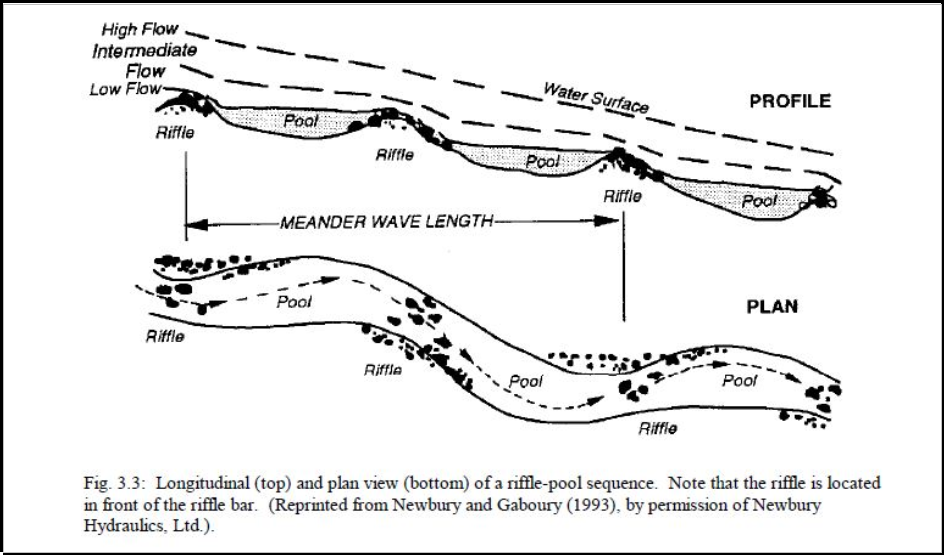 High Flow
Intermediate
Flow
Low Flow
Water Surface
PROFILE
Pool
Riffle
Riffle
Pool
Riffle
Pool
MEANDER WAVE LENGTH
PLAN
Pool
Riffle
Riffle
Pool
Pool
Riffle
Fig. 3.3: Longitudinal (top) and plan view (bottom) of a riffle-pool sequence. Note that the riffle is located
in front of the riffle bar. (Reprinted from Newbury and Gaboury (1993), by permission of Newbury
Hydraulics, Ltd.).